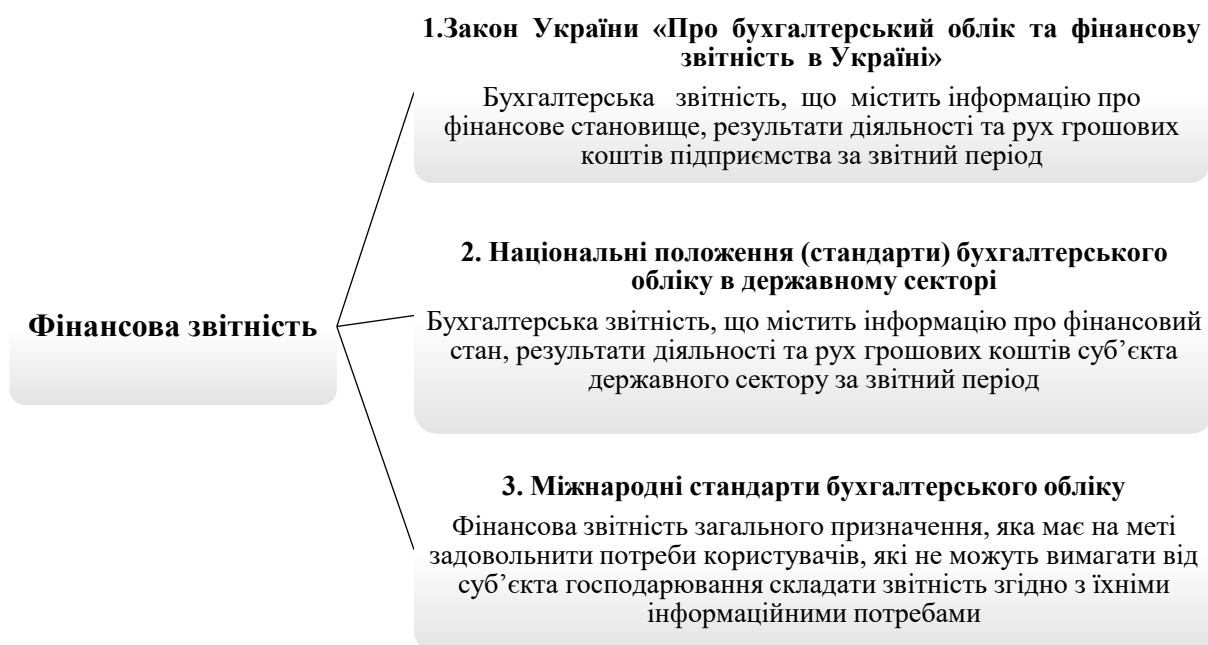 1.Закон України «Про бухгалтерський облік та фінансову
звітність в Україні»
Бухгалтерська звітність, що містить інформацію про
фінансове становище, результати діяльності та рух грошових
коштів підприємства за звітний період
2. Національні положення (стандарти) бухгалтерського
обліку в державному секторі
Фінансова звітність
Бухгалтерська звітність, що містить інформацію про фінансовий
стан, результати діяльності та рух грошових коштів суб’єкта
державного сектору за звітний період
3. Міжнародні стандарти бухгалтерського обліку
Фінансова звітність загального призначення, яка має на меті
задовольнити потреби користувачів, які не можуть вимагати від
суб’єкта господарювання складати звітність згідно з їхніми
інформаційними потребами